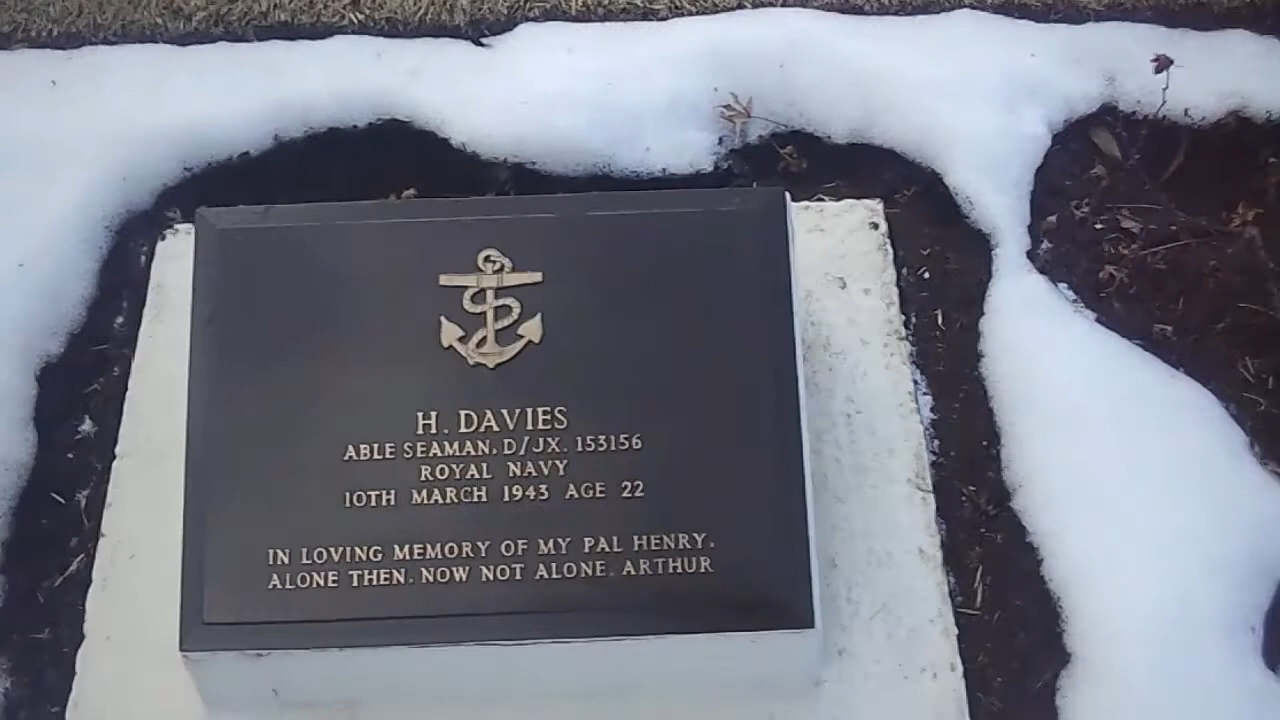 H. DAVIES
ABLE SEAMAN, D/JX. 153156
ROYAL NAVY
10TH MARCH 1943 AGE 22
IN LOVING MEMORY OF MY PAL HENRY.
ALONE THEN. NOW NOT ALONE. ARTHUR